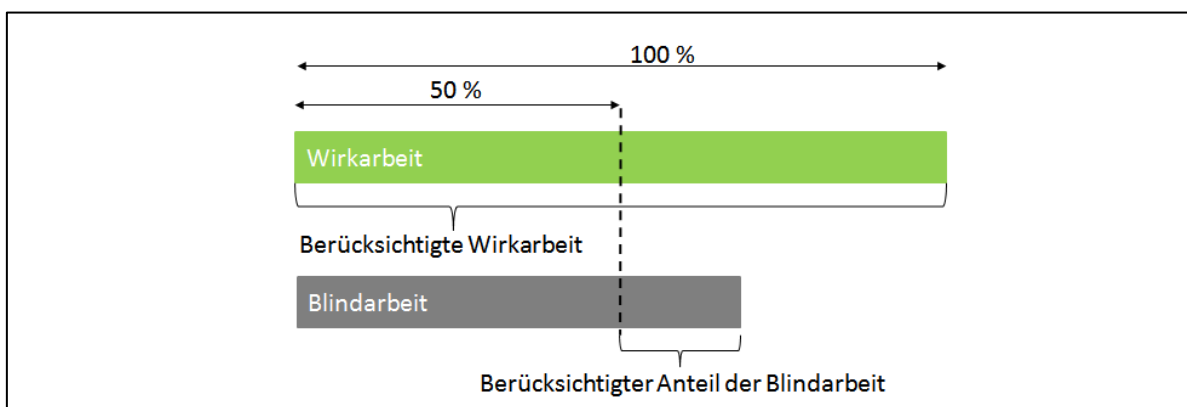 100 %
50 %
Wirkarbeit
Berücksichtigte Wirkarbeit
Blindarbeit
Berücksichtigter Anteil der Blindarbeit